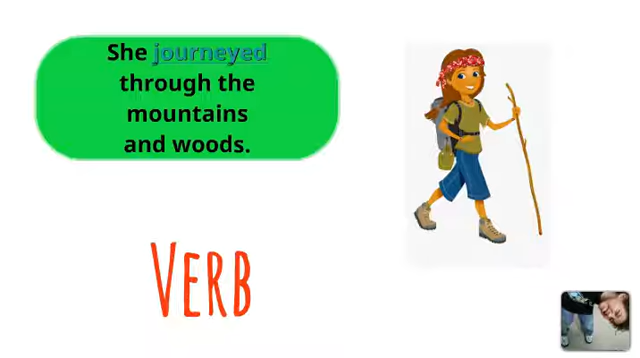 She journeyed
through the
mountains
and woods.
VERB